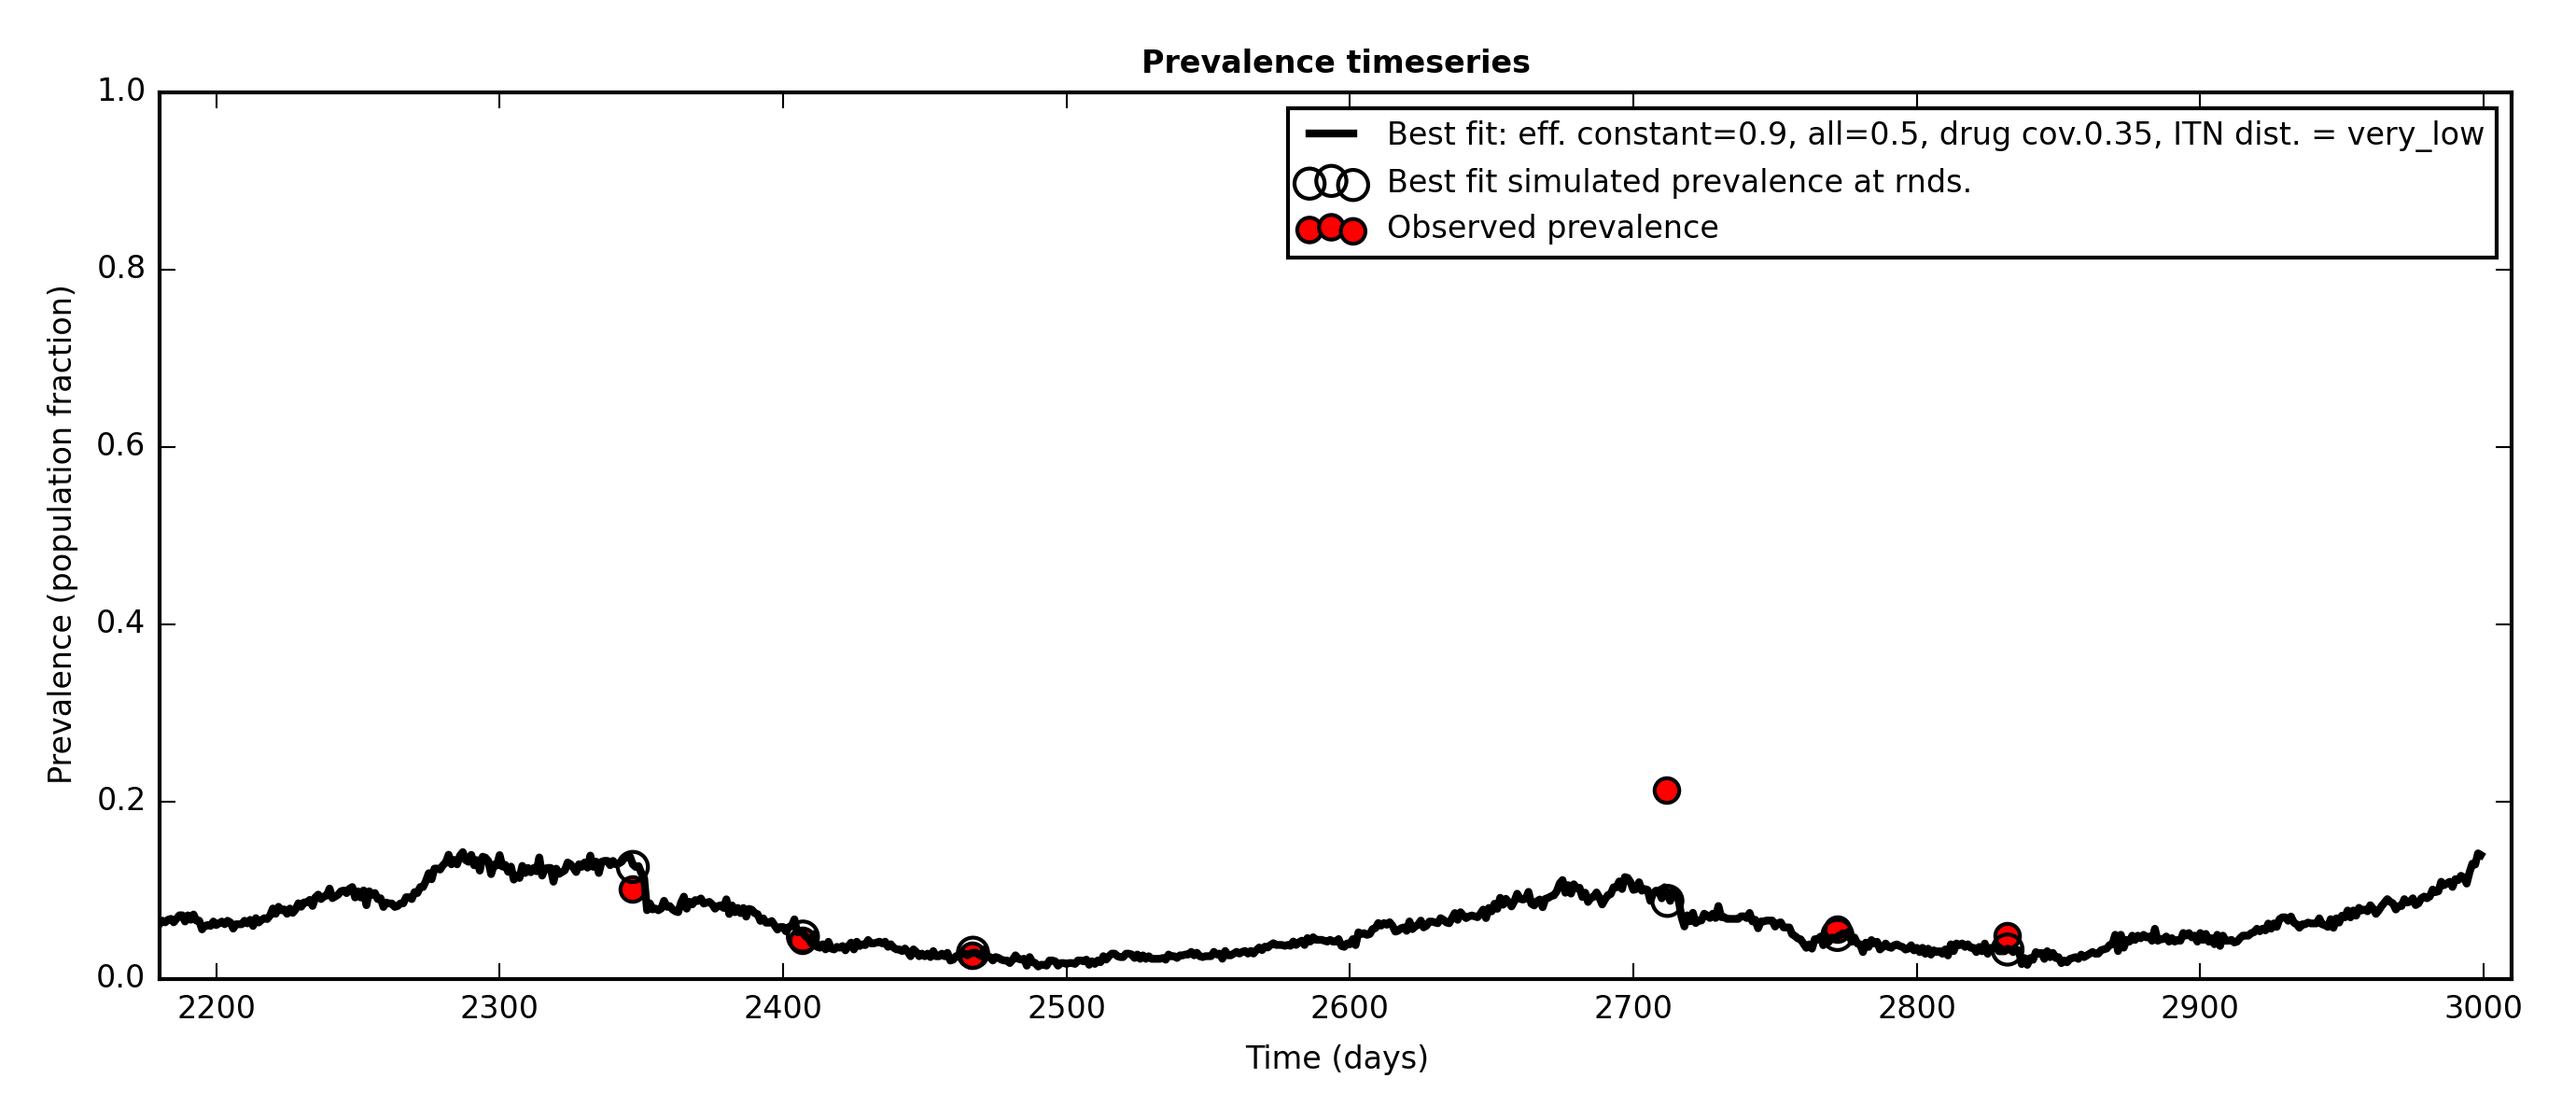 Prevalence timeseries
Best fit: eff. constant=0.9, all=0.5, drug cov.0.35, ITN dist. = very_low
Best fit simulated prevalence at rnds.
Observed prevalence
Prevalence (population fraction)
1.0
0.8
0.6
0.4
0.2
0.0
2200 2300 2400 2500 2600 2700 2800 2900 3000
Time (days)